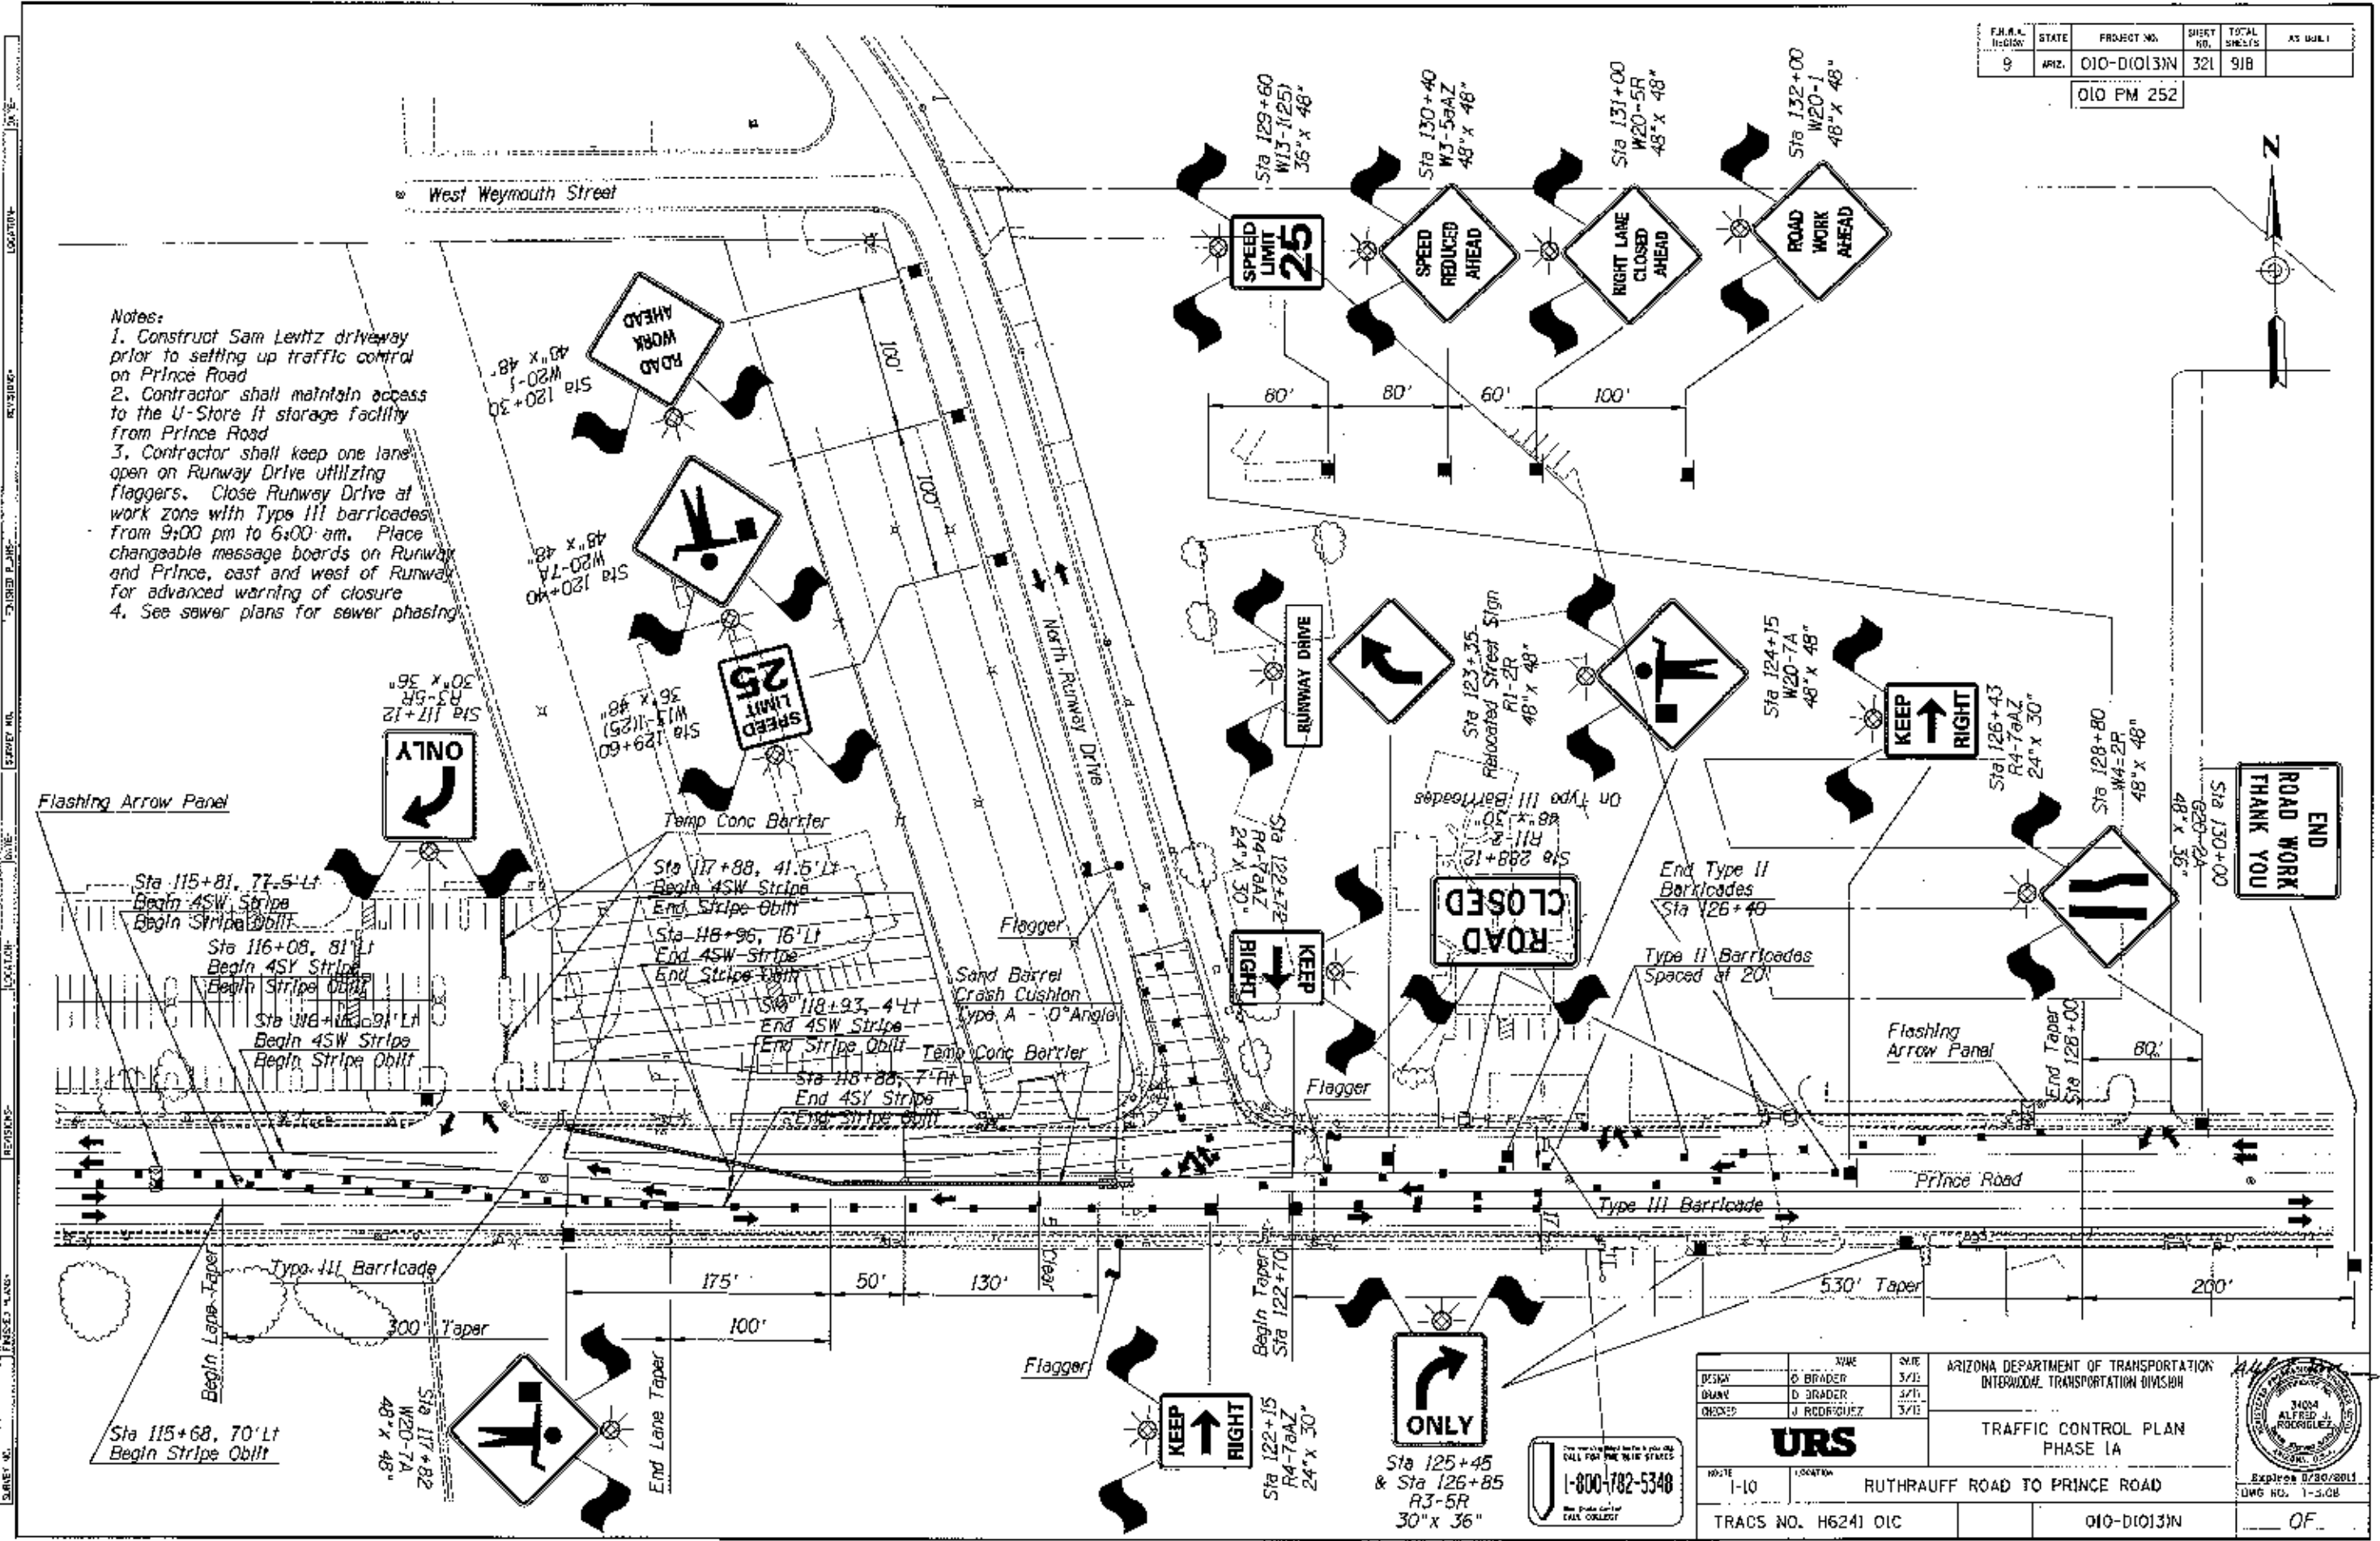 F.H.W.A. REGION STATE PROJECT NO. SHEET NO. TOTAL SHEETS AS BUILT
9 ARIZ. 010-D(013)N 321 918
010 PM 252
N
Sta 129+60
W13-1(25)
36"x 48"
Sta 130+40
W3-5aAZ
48"x 48"
Sta 131+00
W20-5R
48"x 48"
Sta 132+00
W20-1
48"x 48"
SPEED
LIMIT
25
SPEED
REDUCED
AHEAD
RIGHT LANE
CLOSED
AHEAD
ROAD
WORK
AHEAD
80'
80'
60'
100'
West Weymouth Street
Notes:
1. Construct Sam Levitz driveway
prior to setting up traffic control
on Prince Road
2. Contractor shall maintain access
to the U-Store It storage facility
from Prince Road
3. Contractor shall keep one lane
open on Runway Drive utilizing
flaggers. Close Runway Drive at
work zone with Type III barricades
from 9:00 pm to 6:00 am. Place
changeable message boards on Runway
and Prince, east and west of Runway
for advanced warning of closure
4. See sewer plans for sewer phasing
ROAD
WORK
AHEAD
Sta 120+30
W20-1
48"x 48"
100'
100'
Sta 120+40
W20-7A
48"x 48"
SPEED
LIMIT
25
Sta 129+60
W13-1(25)
36"x 48"
North Runway Drive
Sta 117+12
R3-5R
30"x 36"
ONLY
Flashing Arrow Panel
Temp Conc Barrier
Sta 115+81, 77.5'Lt
Begin 4SW Stripe
Begin Stripe Oblit
Sta 116+08, 81'Lt
Begin 4SY Stripe
Begin Stripe Oblit
Begin 4SW Stripe
Begin Stripe Oblit
Sta 117+88, 41.5'Lt
Begin 4SW Stripe
End Stripe Oblit
Sta 118+96, 16'Lt
End 4SW Stripe
End Stripe Oblit
Sta 118+93, 4'Lt
End 4SW Stripe
End Stripe Oblit
Sta 118+88, 7'Rt
End 4SY Stripe
End Stripe Oblit
Flagger
Sand Barrel
Crash Cushion
Type A - 0°Angle
Temp Conc Barrier
RUNWAY DRIVE
Sta 123+35
Relocated Street Sign
R1-2R
48"x 48"
Sta 124+15
W20-7A
48"x 48"
KEEP
RIGHT
Sta 126+43
R4-7aAZ
24"x 30"
Sta 128+80
W4-2R
48"x 48"
Sta 130+00
G20-2A
48"x 36"
END
ROAD WORK
THANK YOU
Sta 122+72
R4-7aAZ
24"x 30"
KEEP
RIGHT
Sta 288+12
R11-2
48"x 30"
On Type III Barricades
ROAD
CLOSED
End Type II
Barricades
Sta 126+40
Type II Barricades
Spaced at 20'
Flashing
Arrow Panel
End Taper
Sta 128+00
80'
Flagger
Prince Road
Type III Barricade
Type III Barricade
Begin Lane Taper
300' Taper
175'
50'
130'
Clear
100'
End Lane Taper
Sta 115+68, 70'Lt
Begin Stripe Oblit
Sta 117+82
W20-7A
48"x 48"
Flagger
KEEP
RIGHT
Sta 122+15
R4-7aAZ
24"x 30"
Begin Taper
Sta 122+70
530' Taper
200'
ONLY
Sta 125+45
& Sta 126+85
R3-5R
30"x 36"
1-800-782-5348
CALL COLLECT
NAME DATE
DESIGN D BRADER 3/11
DRAWN D BRADER 3/11
CHECKED J RODRIGUEZ 3/11
URS
ARIZONA DEPARTMENT OF TRANSPORTATION
INTERMODAL TRANSPORTATION DIVISION
TRAFFIC CONTROL PLAN
PHASE 1A
ROUTE
I-10
LOCATION
RUTHRAUFF ROAD TO PRINCE ROAD
TRACS NO. H6241 01C
010-D(013)N
ALFRED J.
RODRIGUEZ
OF